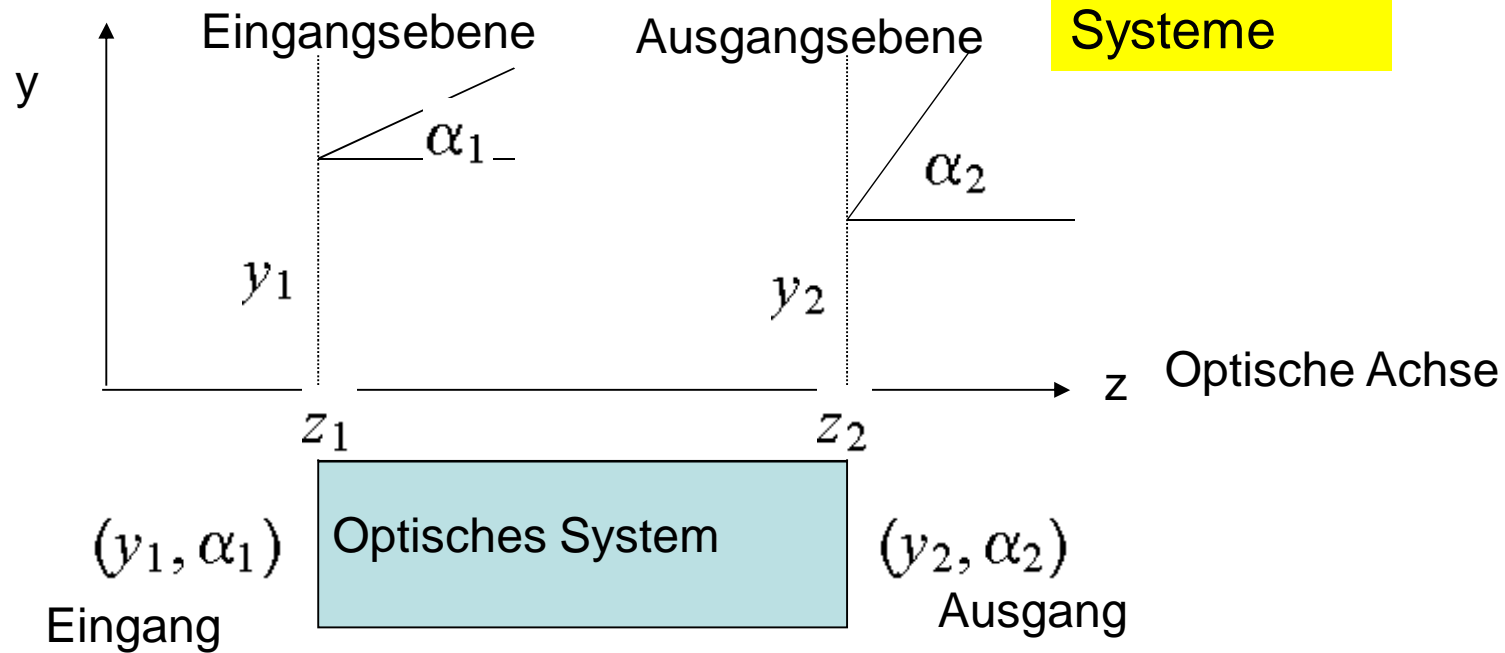 Systeme
Eingangsebene Ausgangsebene
y
α₁ α₂
y₁ y₂
z Optische Achse
z₁ z₂
(y₁, α₁) Optisches System (y₂, α₂)
Eingang Ausgang